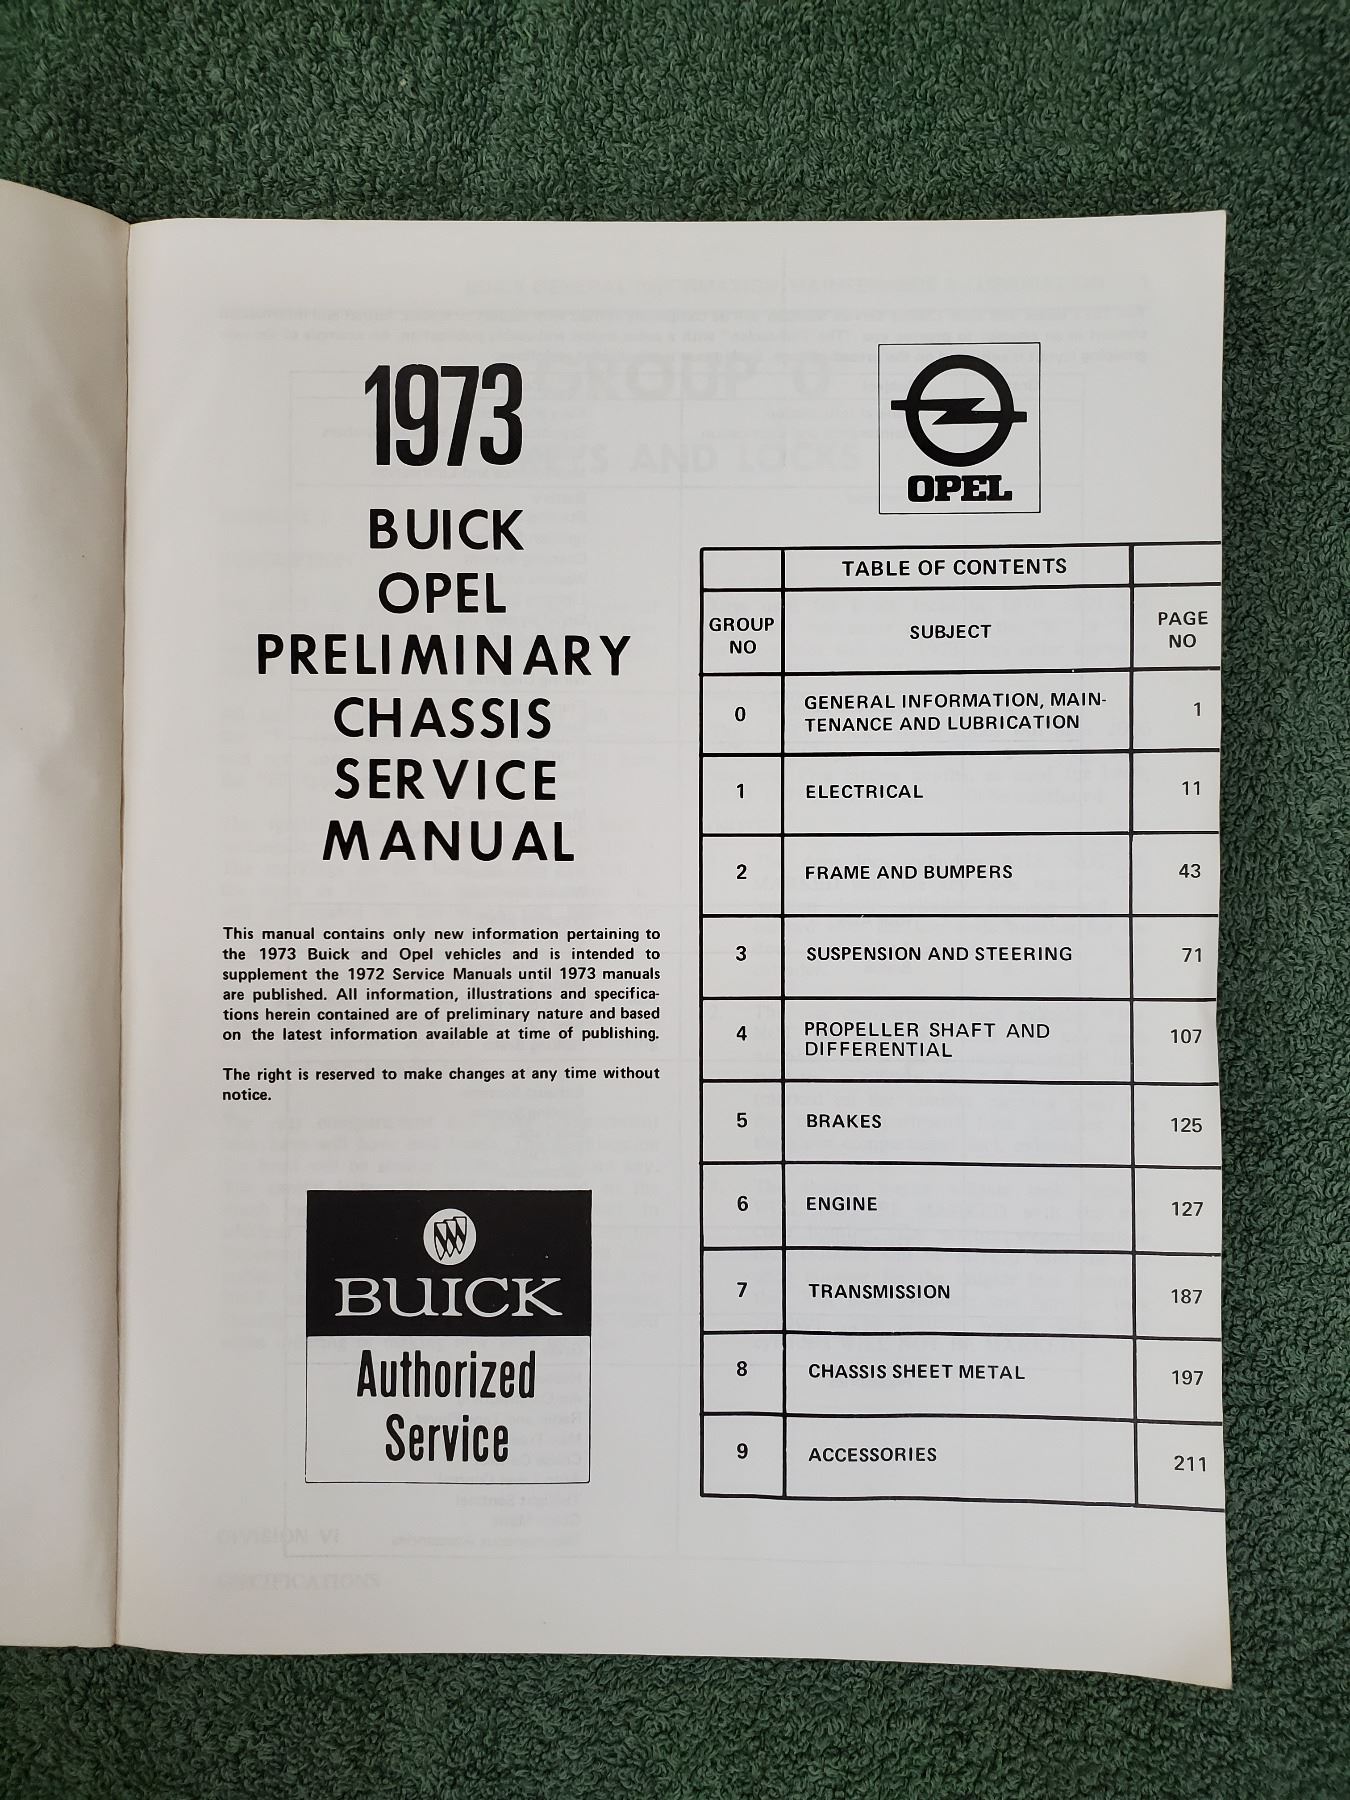 1973
BUICK
OPEL
PRELIMINARY
CHASSIS
SERVICE
MANUAL
This manual contains only new information pertaining to
the 1973 Buick and Opel vehicles and is intended to
supplement the 1972 Service Manuals until 1973 manuals
are published. All information, illustrations and specifica-
tions herein contained are of preliminary nature and based
on the latest information available at time of publishing.
The right is reserved to make changes at any time without
notice.
BUICK
Authorized
Service
OPEL
TABLE OF CONTENTS
GROUP NO SUBJECT PAGE NO
0 GENERAL INFORMATION, MAIN-
TENANCE AND LUBRICATION 1
1 ELECTRICAL 11
2 FRAME AND BUMPERS 43
3 SUSPENSION AND STEERING 71
4 PROPELLER SHAFT AND
DIFFERENTIAL 107
5 BRAKES 125
6 ENGINE 127
7 TRANSMISSION 187
8 CHASSIS SHEET METAL 197
9 ACCESSORIES 211